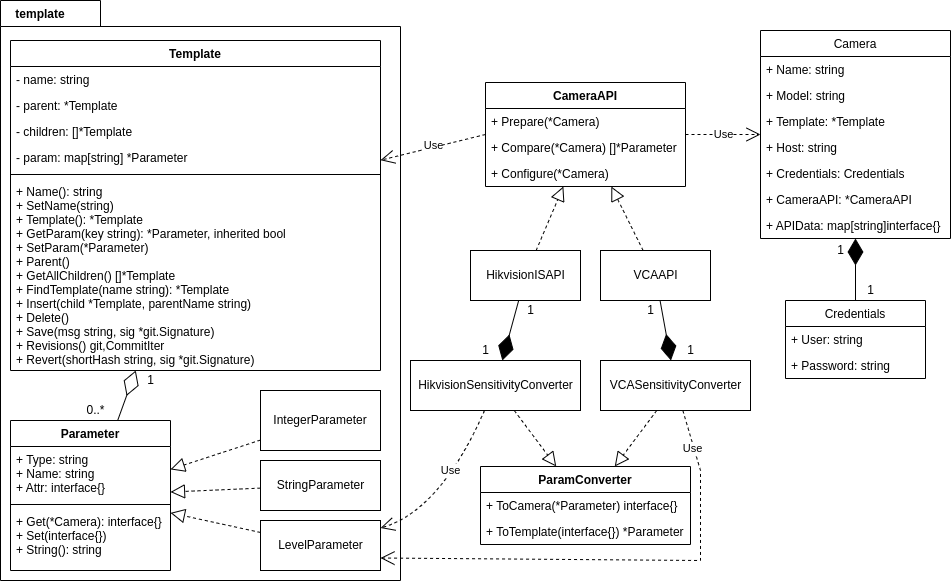 template
Template
- name: string
- parent: *Template
- children: []*Template
- param: map[string] *Parameter
+ Name(): string
+ SetName(string)
+ Template(): *Template
+ GetParam(key string): *Parameter, inherited bool
+ SetParam(*Parameter)
+ Parent()
+ GetAllChildren() []*Template
+ FindTemplate(name string): *Template
+ Insert(child *Template, parentName string)
+ Delete()
+ Save(msg string, sig *git.Signature)
+ Revisions() git,CommitIter
+ Revert(shortHash string, sig *git.Signature)
1
0..*
Parameter
+ Type: string
+ Name: string
+ Attr: interface{}
+ Get(*Camera): interface{}
+ Set(interface{})
+ String(): string
IntegerParameter
StringParameter
LevelParameter
Use
CameraAPI
+ Prepare(*Camera)
+ Compare(*Camera) []*Parameter
+ Configure(*Camera)
Use
HikvisionISAPI
VCAAPI
1
1
1
1
HikvisionSensitivityConverter
VCASensitivityConverter
Use
Use
ParamConverter
+ ToCamera(*Parameter) interface{}
+ ToTemplate(interface{}) *Parameter
Camera
+ Name: string
+ Model: string
+ Template: *Template
+ Host: string
+ Credentials: Credentials
+ CameraAPI: *CameraAPI
+ APIData: map[string]interface{}
1
1
Credentials
+ User: string
+ Password: string